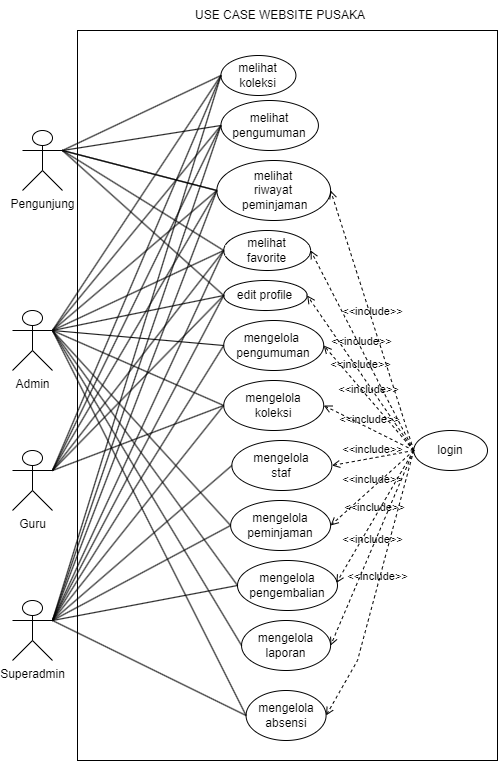 USE CASE WEBSITE PUSAKA
melihat
koleksi
melihat
pengumuman
Pengunjung
melihat
riwayat
peminjaman
melihat
favorite
edit profile
<<include>>
Admin
mengelola
pengumuman
<<include>>
<<include>>
mengelola
koleksi
<<include>>
<<include>>
login
Guru
mengelola
staf
<<include>>
<<include>>
mengelola
peminjaman
<<include>>
<<include>>
mengelola
pengembalian
<<include>>
Superadmin
mengelola
laporan
mengelola
absensi